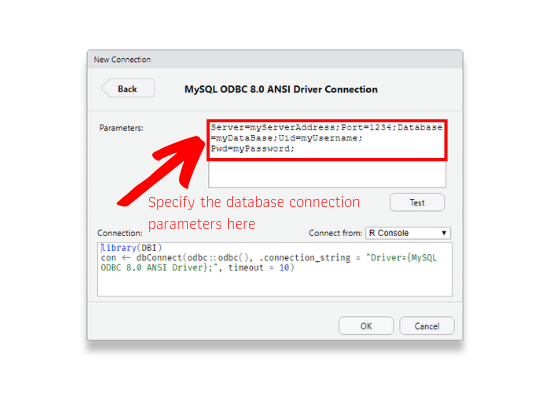 New Connection
Back
MySQL ODBC 8.0 ANSI Driver Connection
Parameters:
Server=myServerAddress;Port=1234;Database
=myDataBase;Uid=myUsername;
Pwd=myPassword;
Specify the database connection
parameters here
Test
Connection:
Connect from:
R Console
library(DBI)
con <- dbConnect(odbc::odbc(), .connection_string = "Driver={MySQL
ODBC 8.0 ANSI Driver};", timeout = 10)
OK
Cancel